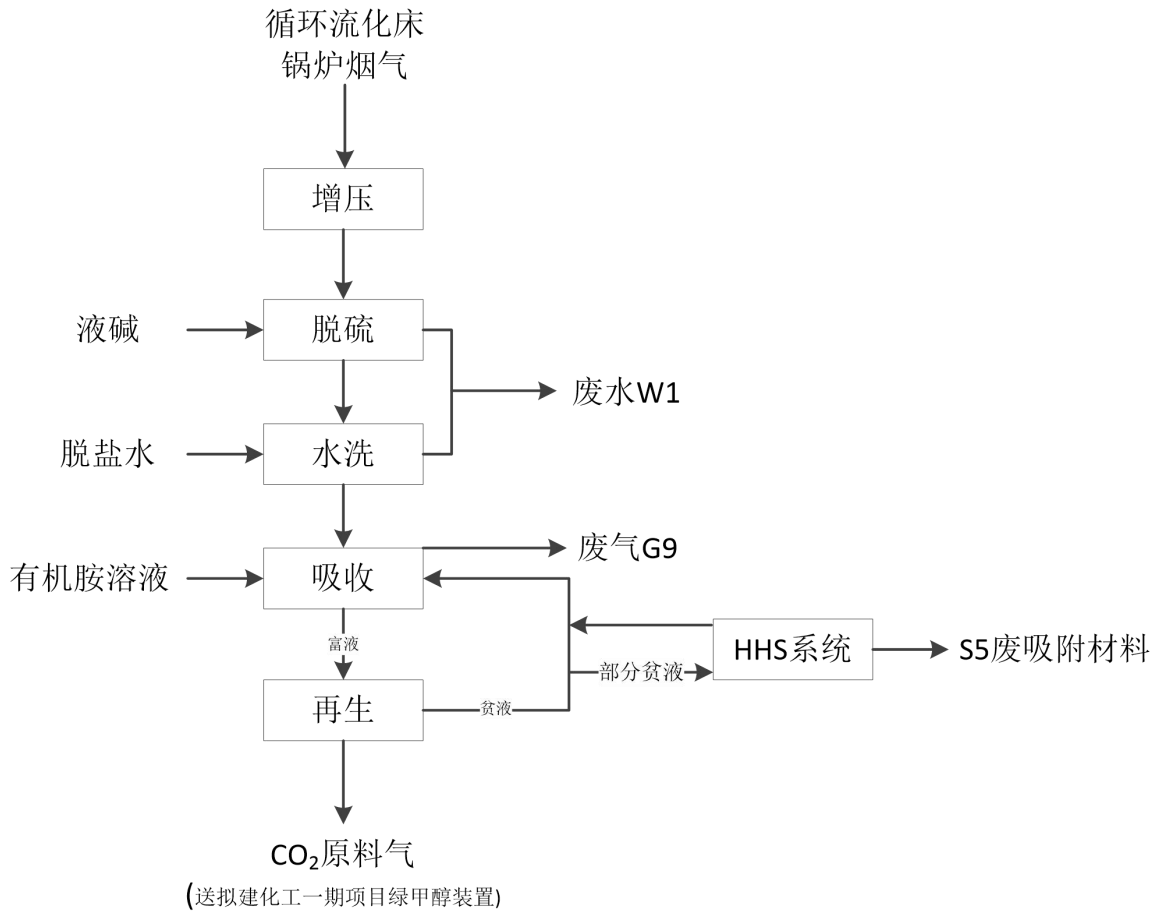 循环流化床
锅炉烟气
增压
液碱
脱硫
废水W1
脱盐水
水洗
废气G9
有机胺溶液
吸收
富液
HHS系统
S5废吸附材料
部分贫液
再生
贫液
CO₂原料气
(送拟建化工一期项目绿甲醇装置)